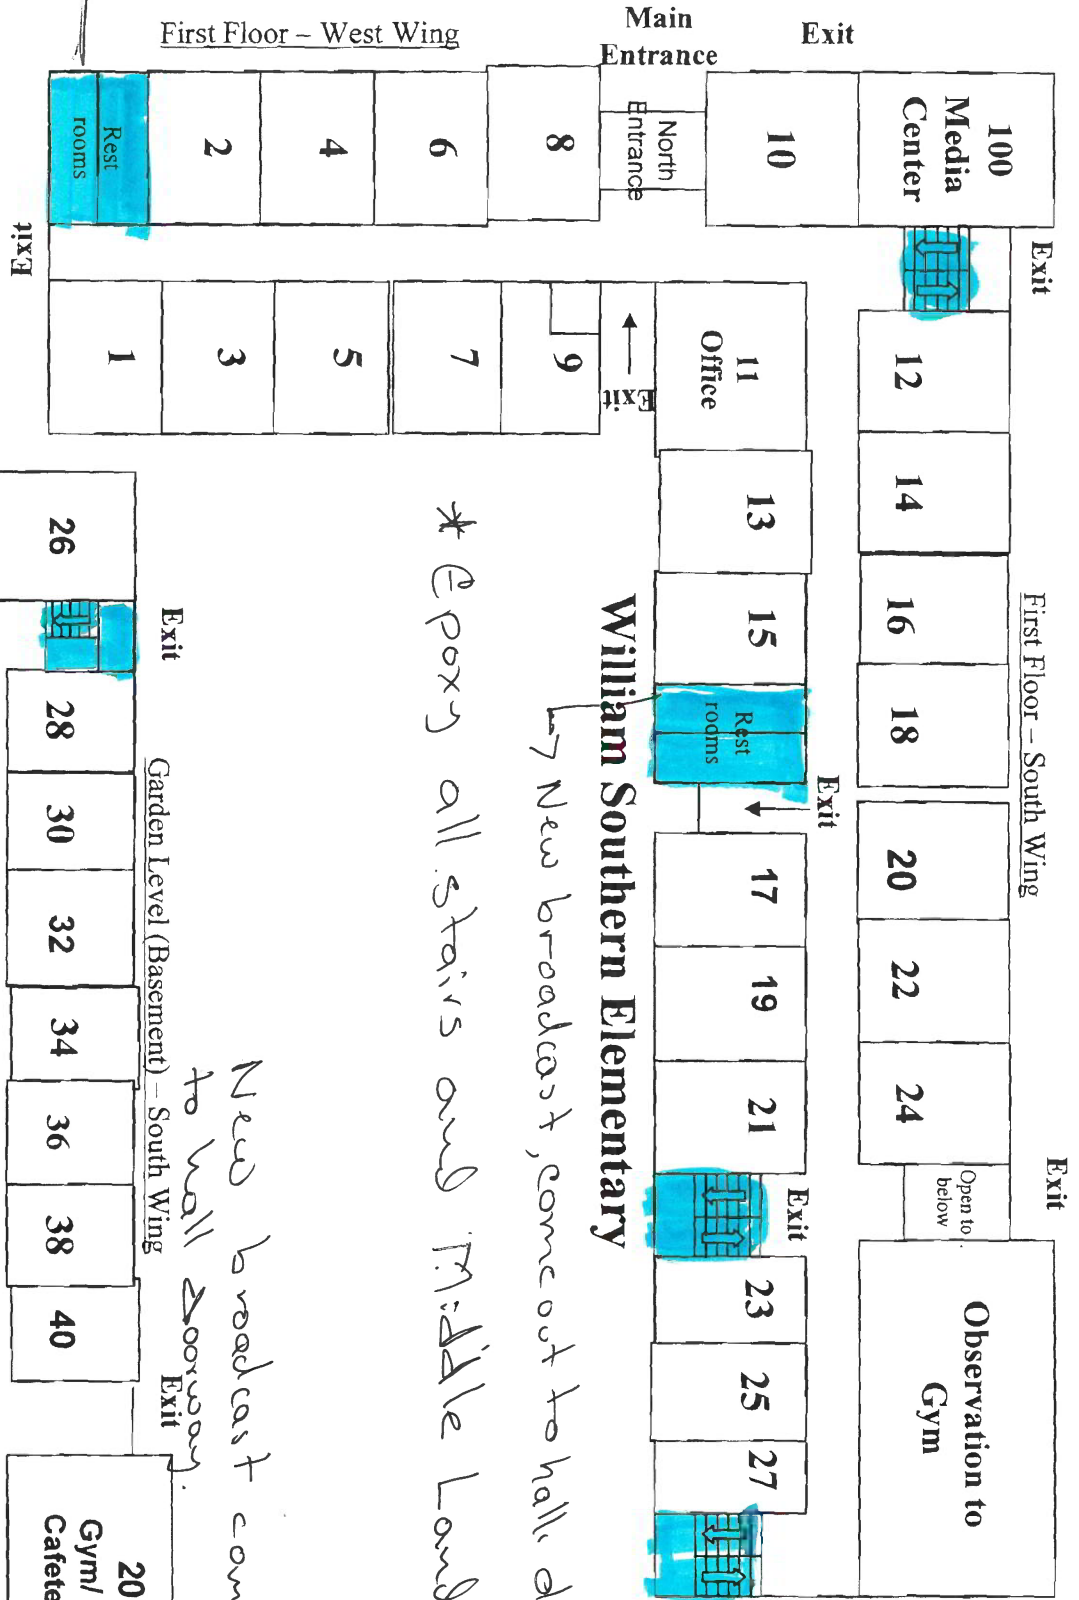 First Floor – West Wing
Main
Entrance
Exit
Rest
rooms
2
4
6
8
North
Entrance
10
100
Media
Center
Exit
Exit
1
3
5
7
9
Exit
11
Office
12
13
14
15
16
18
Rest
rooms
Exit
First Floor – South Wing
17
19
20
21
22
24
Exit
Open to
below
Exit
23
25
27
Observation to
Gym
William Southern Elementary
New broadcast, come out to hall d
* Epoxy all stairs and Middle Land
New broadcast com
to hall doorway.
Garden Level (Basement) – South Wing
26
Exit
28
30
32
34
36
38
40
Exit
20
Gym/
Cafete